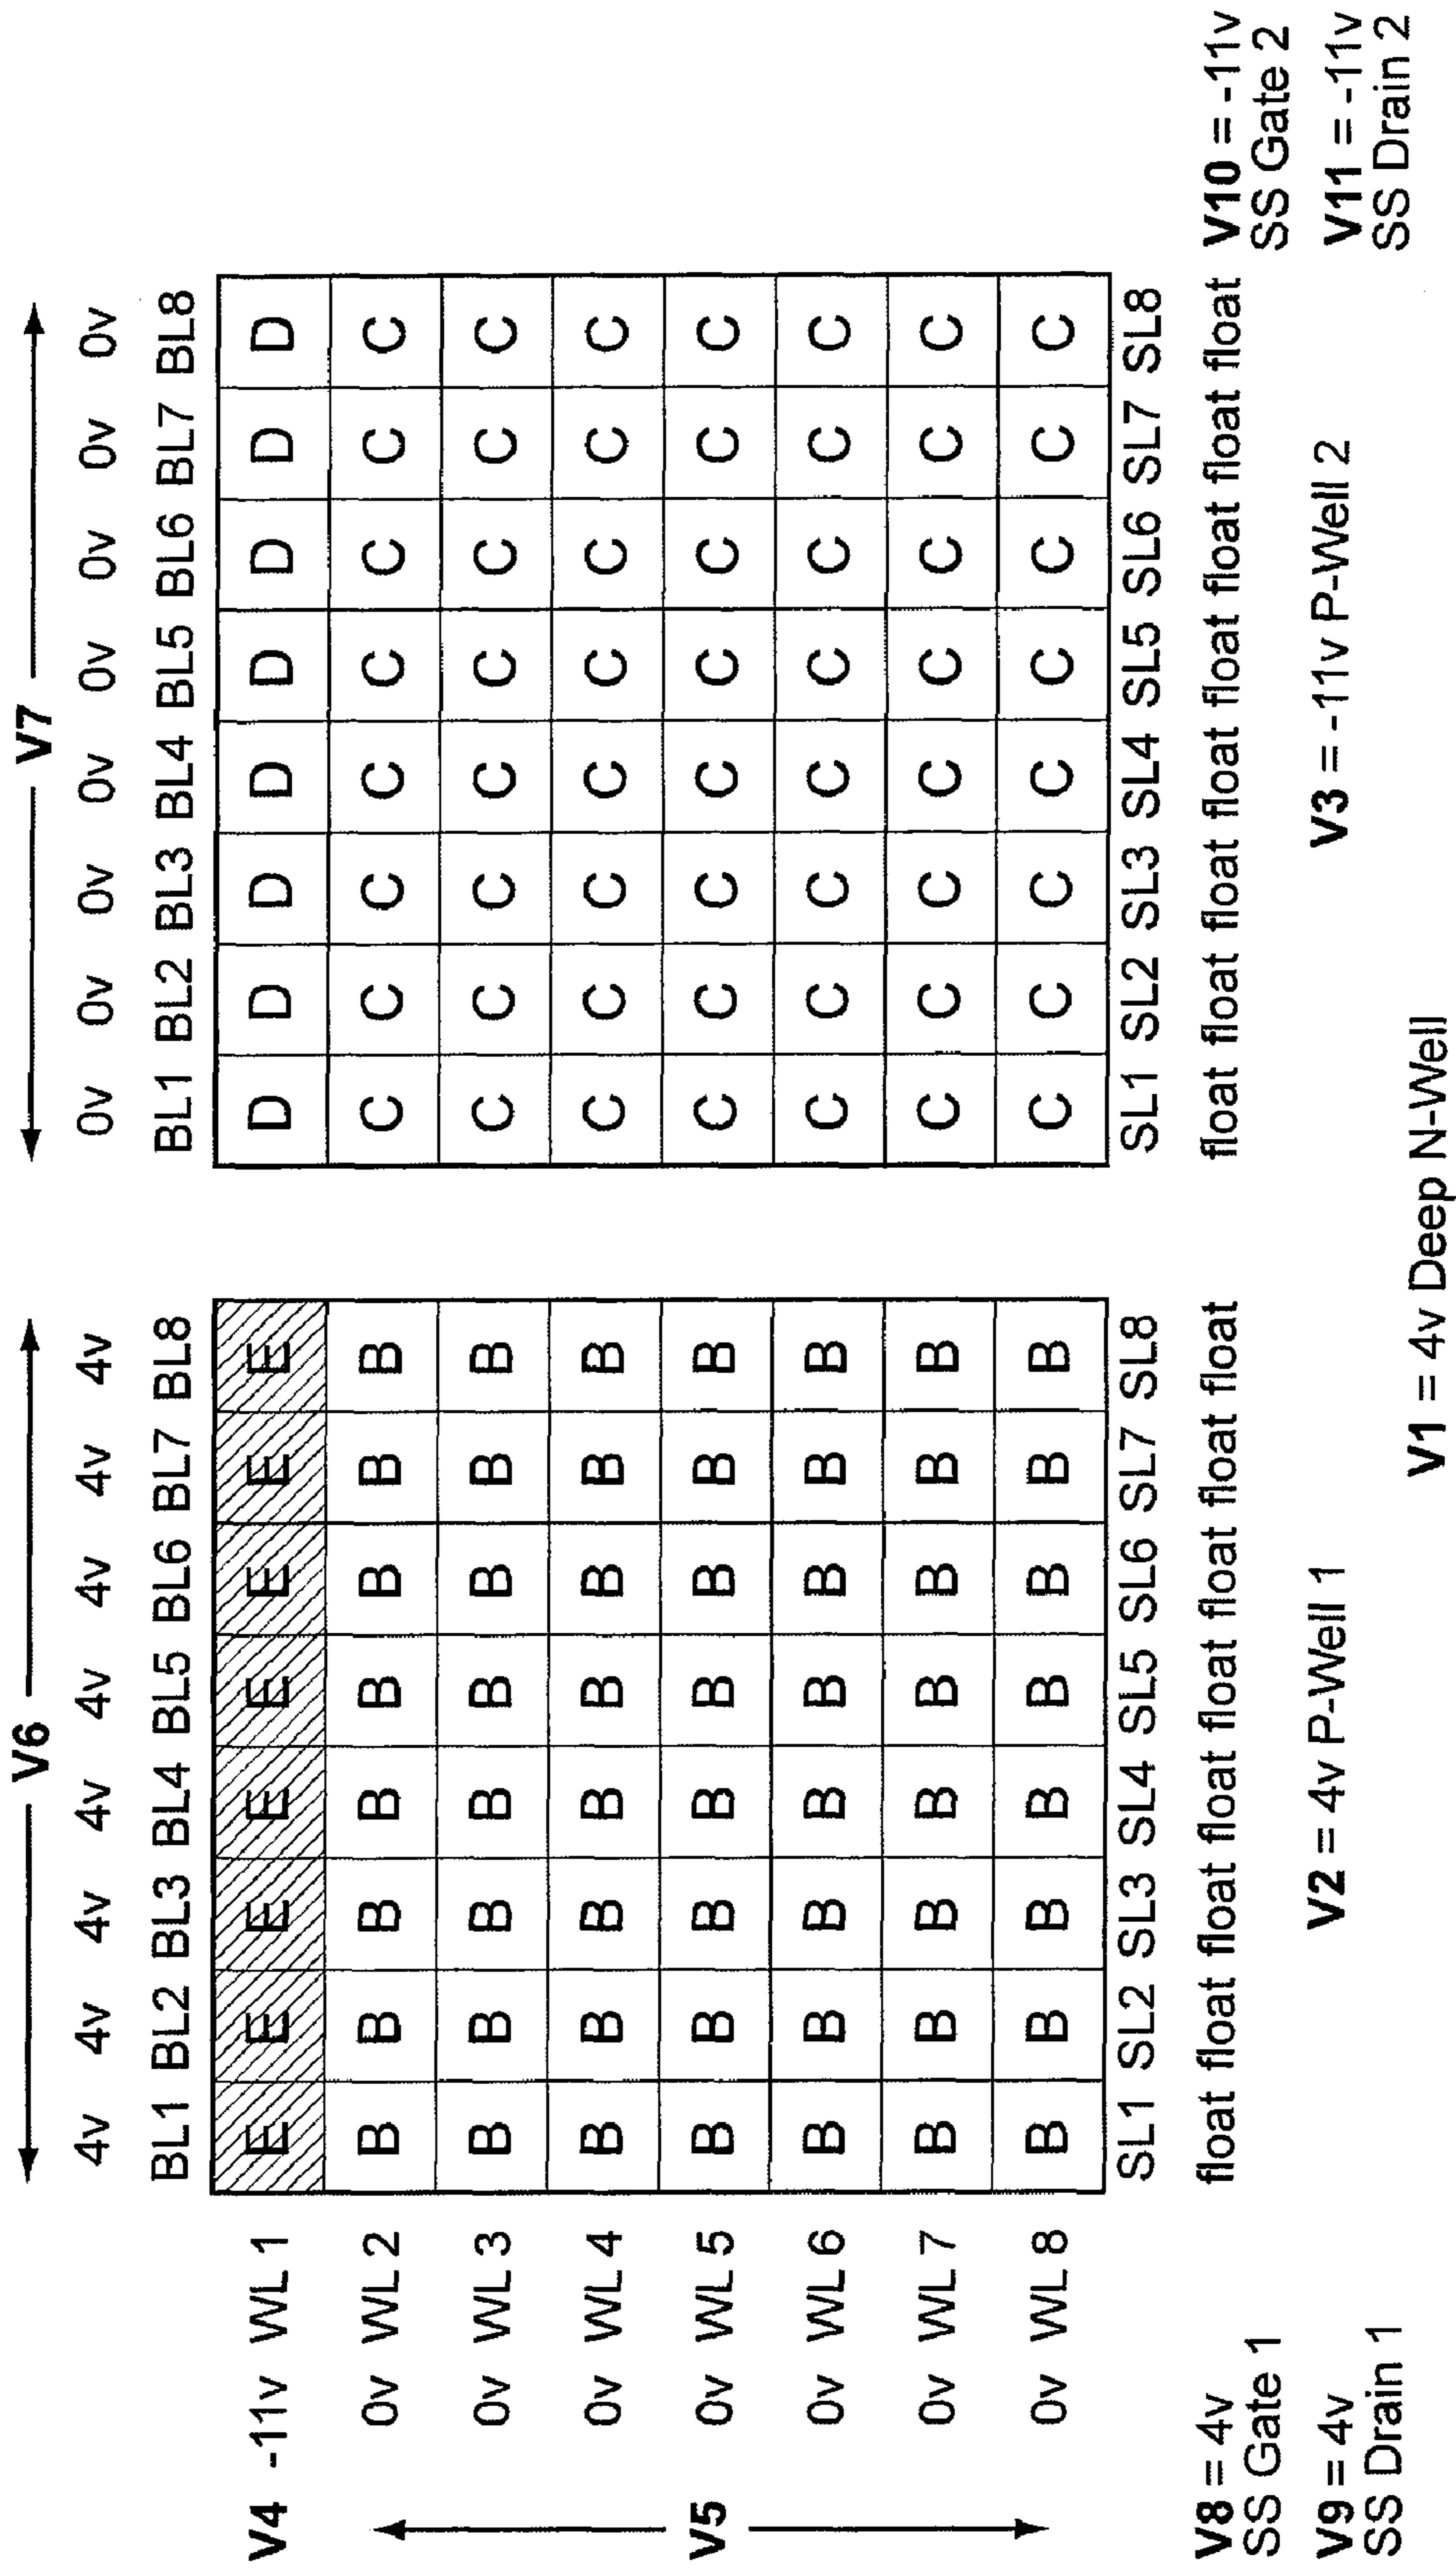 V6 V7
4v 4v 4v 4v 4v 4v 4v 4v 0v 0v 0v 0v 0v 0v 0v 0v
BL1 BL2 BL3 BL4 BL5 BL6 BL7 BL8 BL1 BL2 BL3 BL4 BL5 BL6 BL7 BL8
V4 -11v WL 1 E E E E E E E E D D D D D D D D
0v WL 2 B B B B B B B B C C C C C C C C
0v WL 3 B B B B B B B B C C C C C C C C
0v WL 4 B B B B B B B B C C C C C C C C
V5 0v WL 5 B B B B B B B B C C C C C C C C
0v WL 6 B B B B B B B B C C C C C C C C
0v WL 7 B B B B B B B B C C C C C C C C
0v WL 8 B B B B B B B B C C C C C C C C
SL1 SL2 SL3 SL4 SL5 SL6 SL7 SL8 SL1 SL2 SL3 SL4 SL5 SL6 SL7 SL8
V8 = 4v float float float float float float float float float float float float float float float float V10 = -11v
SS Gate 1 SS Gate 2
V9 = 4v V2 = 4v P-Well 1 V3 = -11v P-Well 2 V11 = -11v
SS Drain 1 SS Drain 2
V1 = 4v Deep N-Well